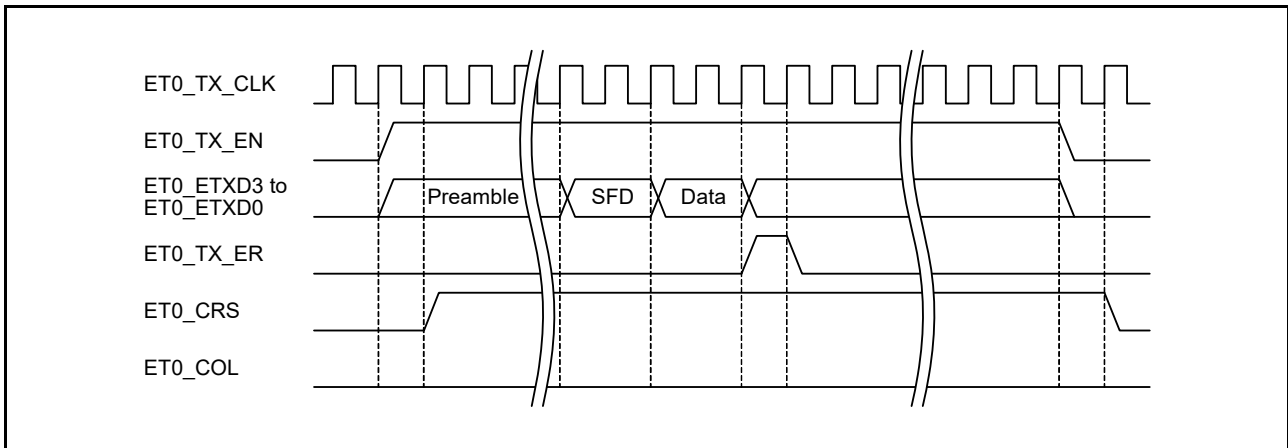 ET0_TX_CLK
ET0_TX_EN
ET0_ETXD3 to
ET0_ETXD0
Preamble
SFD
Data
ET0_TX_ER
ET0_CRS
ET0_COL